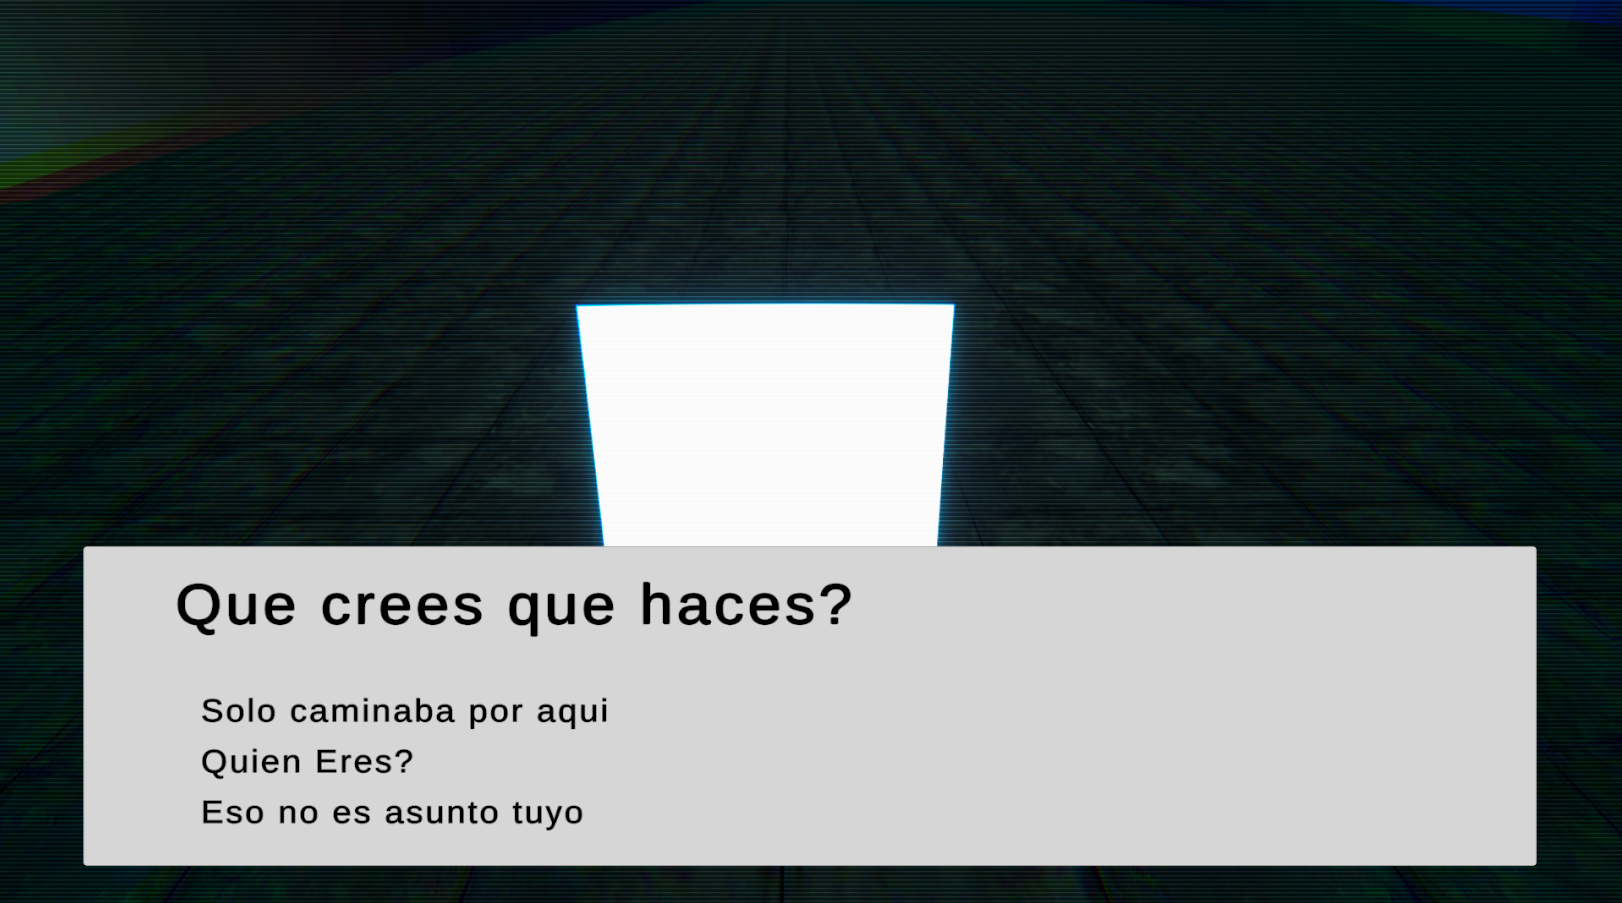 Que crees que haces?
Solo caminaba por aqui
Quien Eres?
Eso no es asunto tuyo